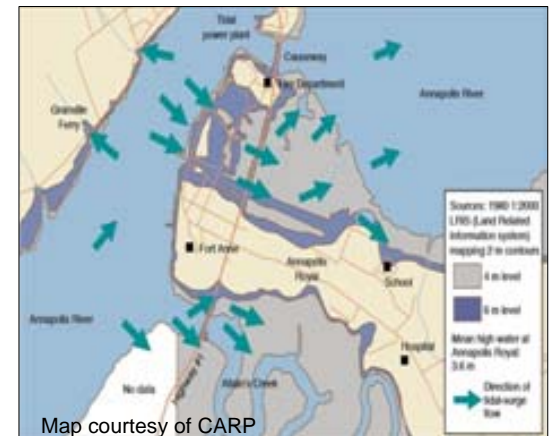 Tidal
power plant
Causeway
Fire Department
Granville
Ferry
Annapolis River
Fort Anne
Annapolis
Royal
School
Annapolis River
Hospital
No data
Highway #1
Allain's Creek
Sources: 1980 1:2000
LRIS (Land Related
Information system)
mapping 2 m contours
4 m level
6 m level
Mean high water at
Annapolis Royal:
3.6 m
Direction of
tidal-surge
flow
Map courtesy of CARP